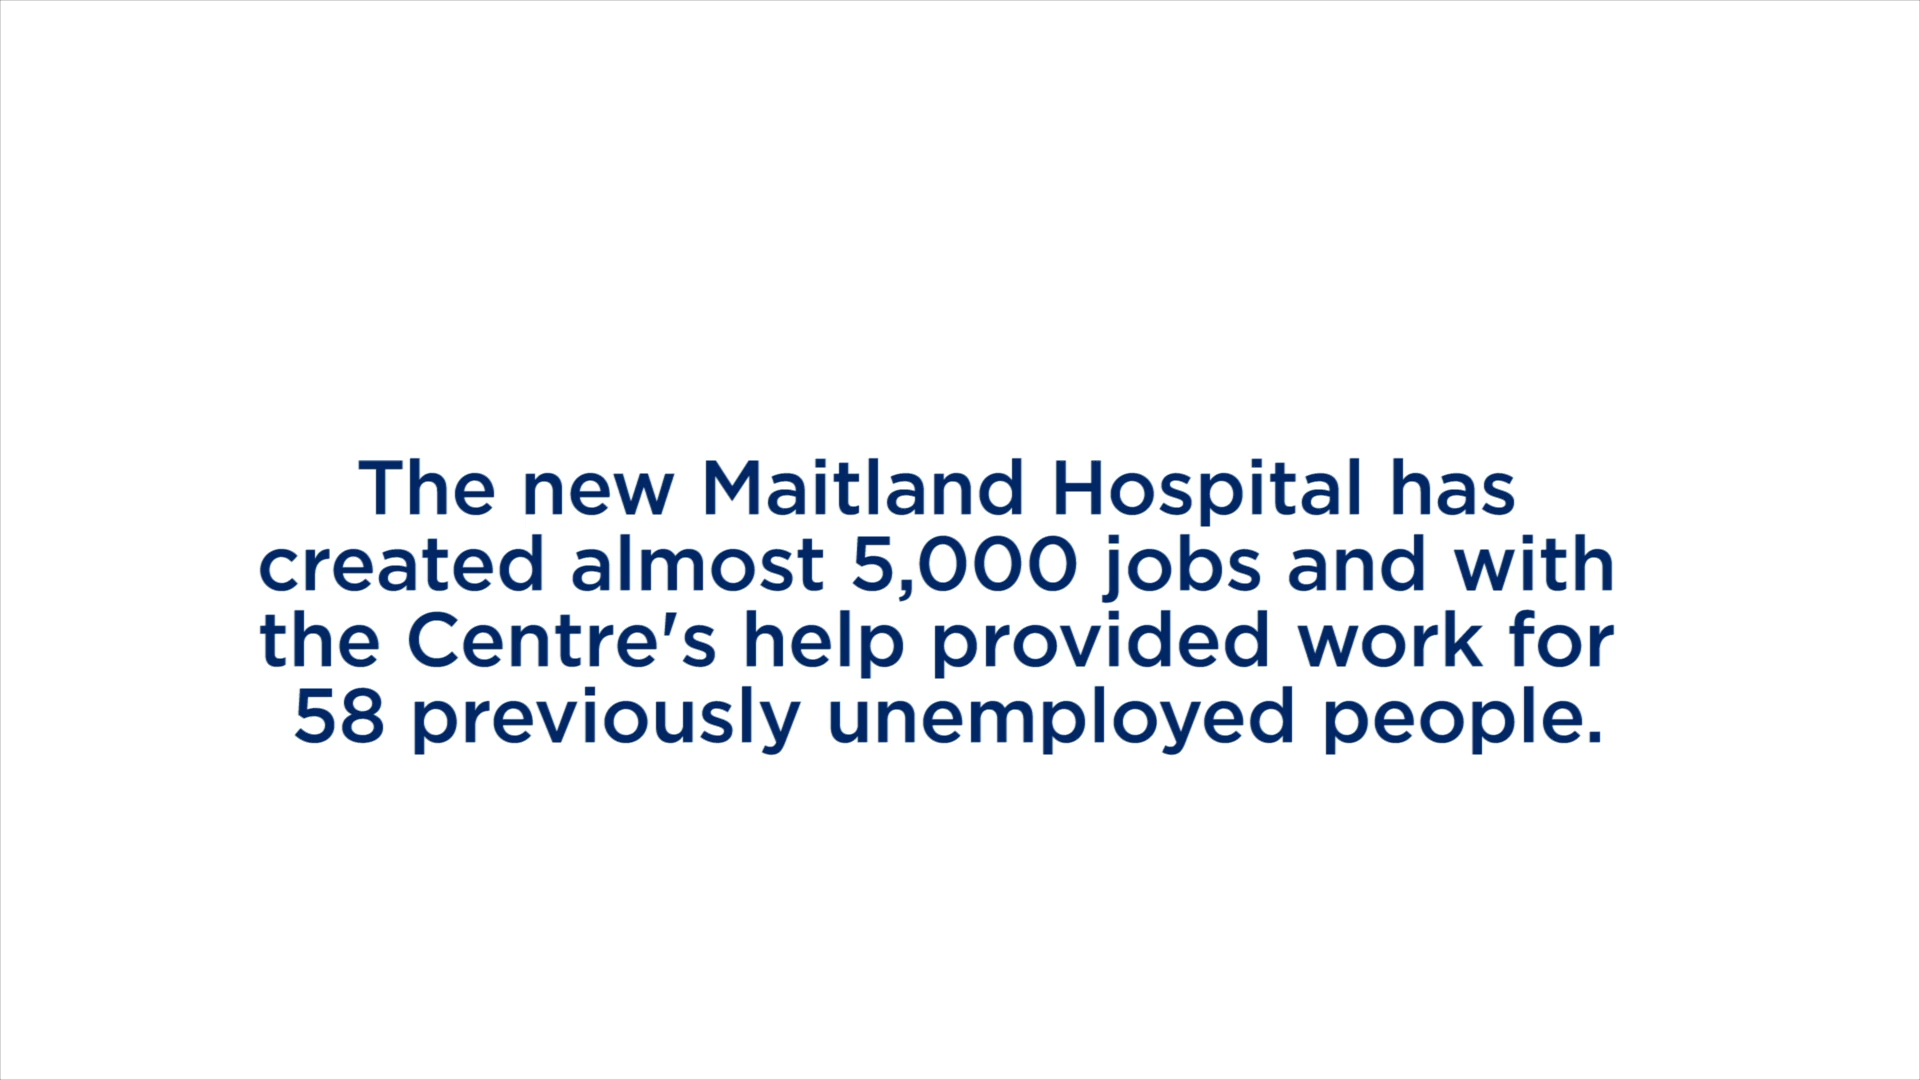 The new Maitland Hospital has
created almost 5,000 jobs and with
the Centre's help provided work for
58 previously unemployed people.